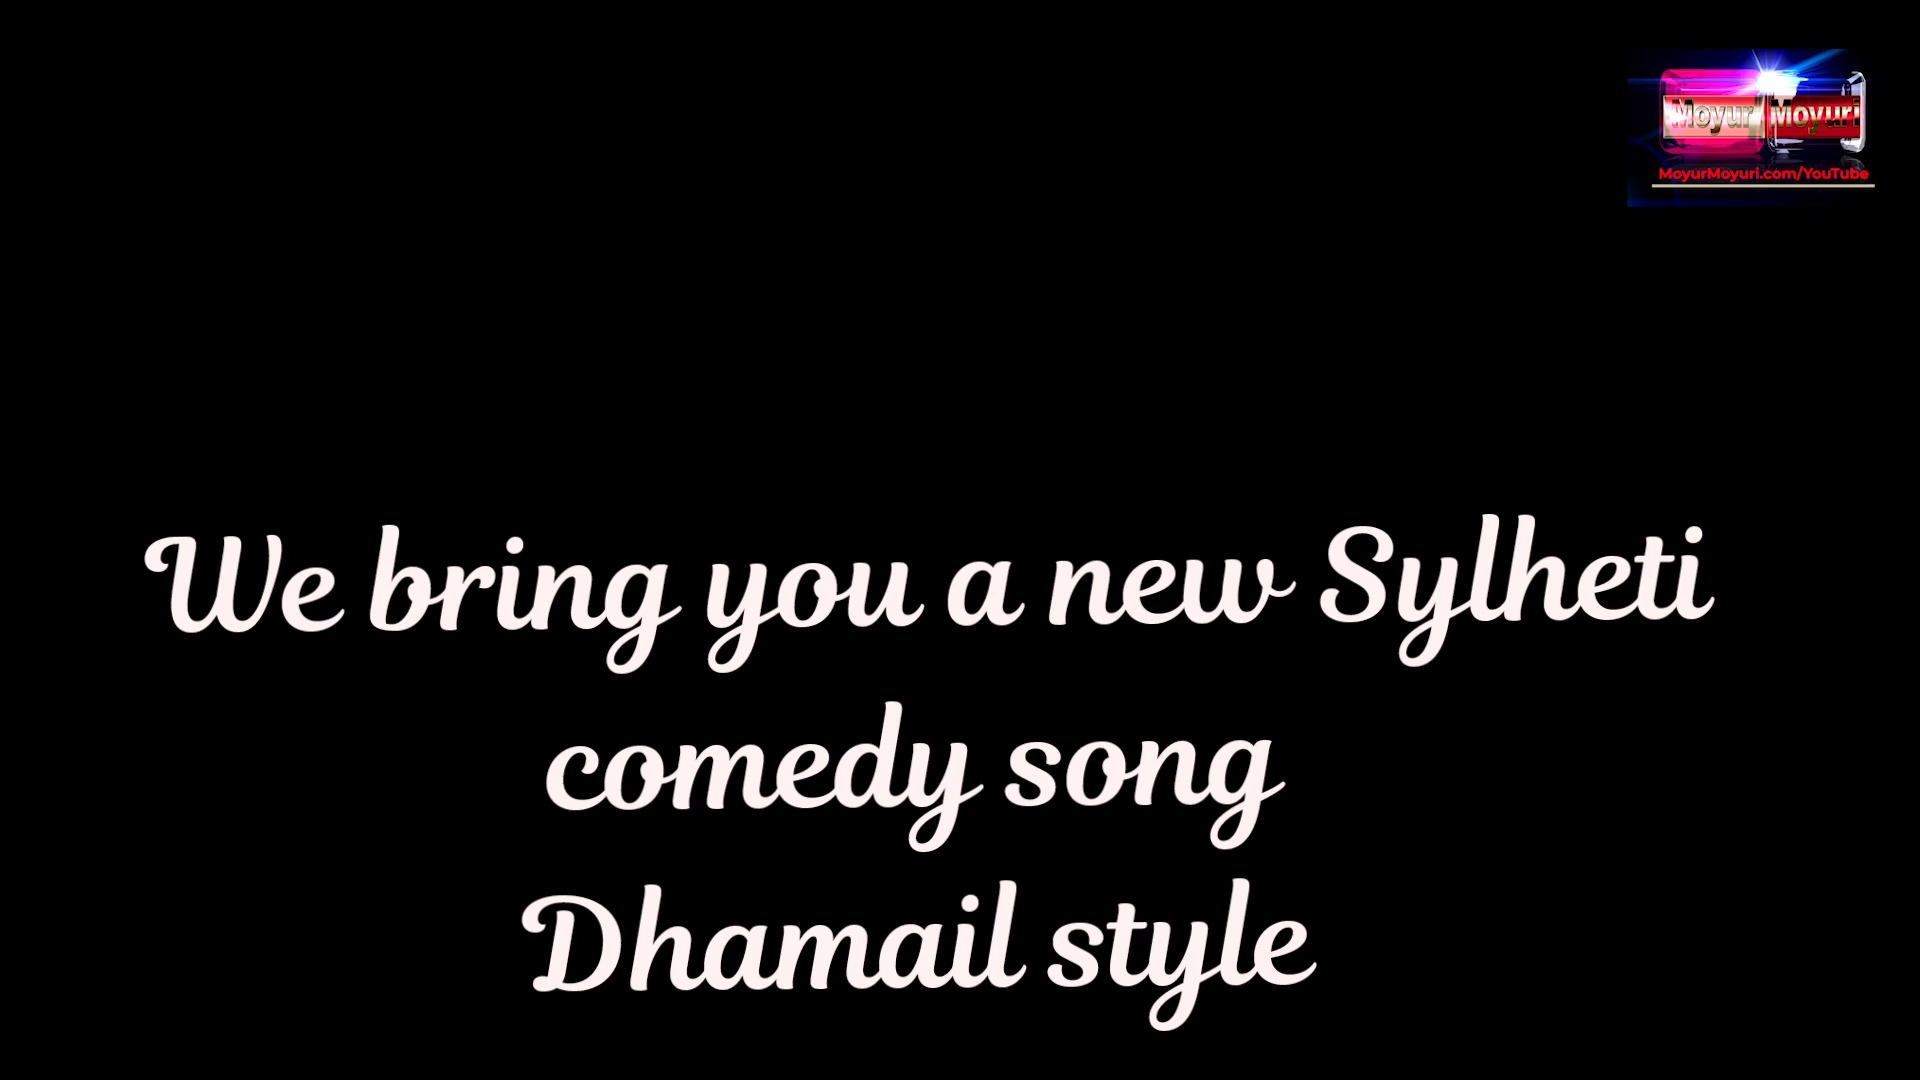 Moyur Moyuri
MoyurMoyuri.com/YouTube
We bring you a new Sylheti
comedy song
Dhamail style